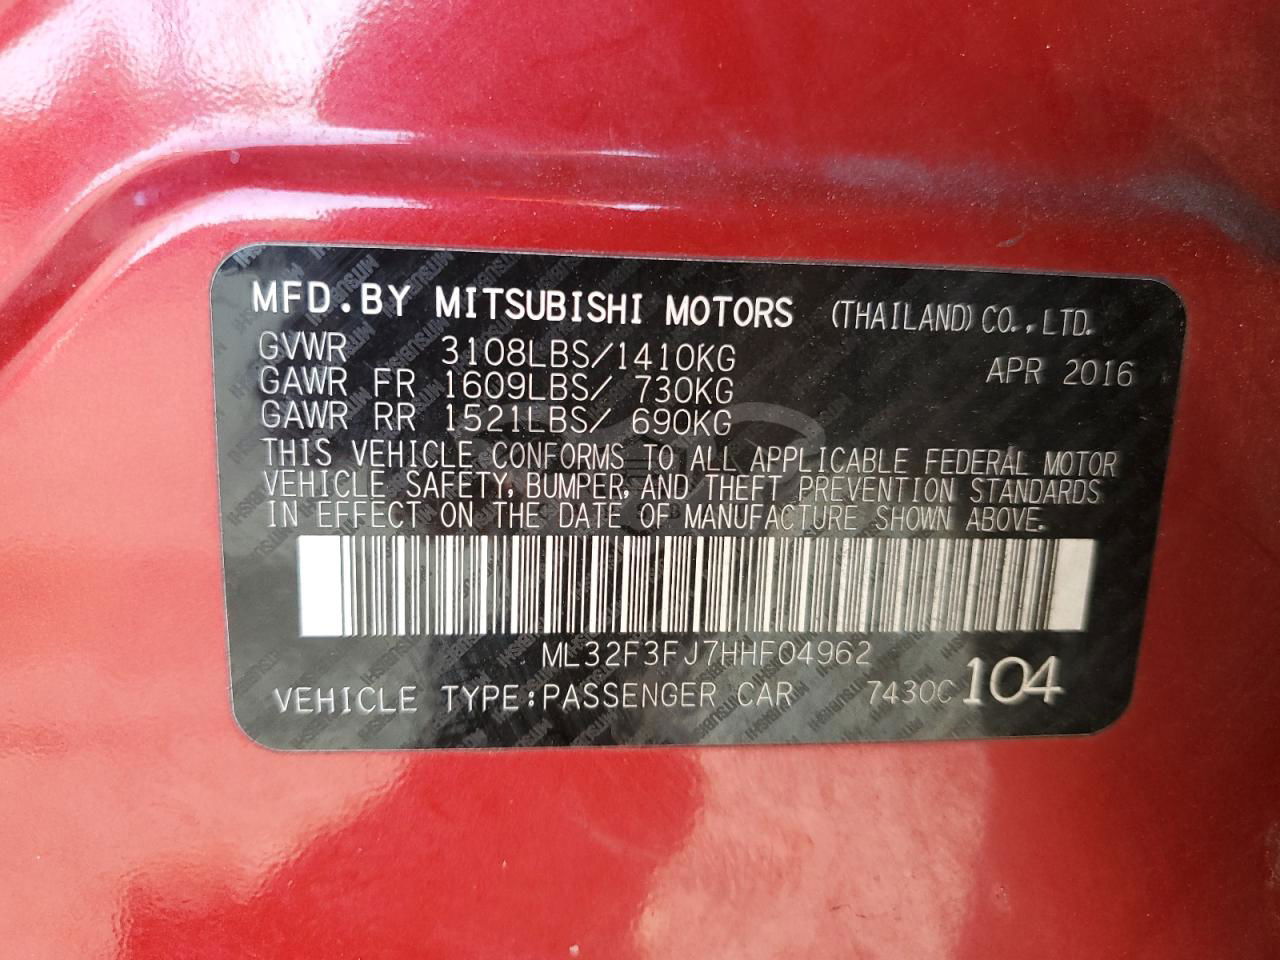 MFD.BY MITSUBISHI MOTORS (THAILAND) CO.,LTD.
GVWR 3108LBS/1410KG APR 2016
GAWR FR 1609LBS/ 730KG
GAWR RR 1521LBS/ 690KG
THIS VEHICLE CONFORMS TO ALL APPLICABLE FEDERAL MOTOR
VEHICLE SAFETY, BUMPER, AND THEFT PREVENTION STANDARDS
IN EFFECT ON THE DATE OF MANUFACTURE SHOWN ABOVE.
ML32F3FJ7HHF04962
VEHICLE TYPE:PASSENGER CAR 7430C 104